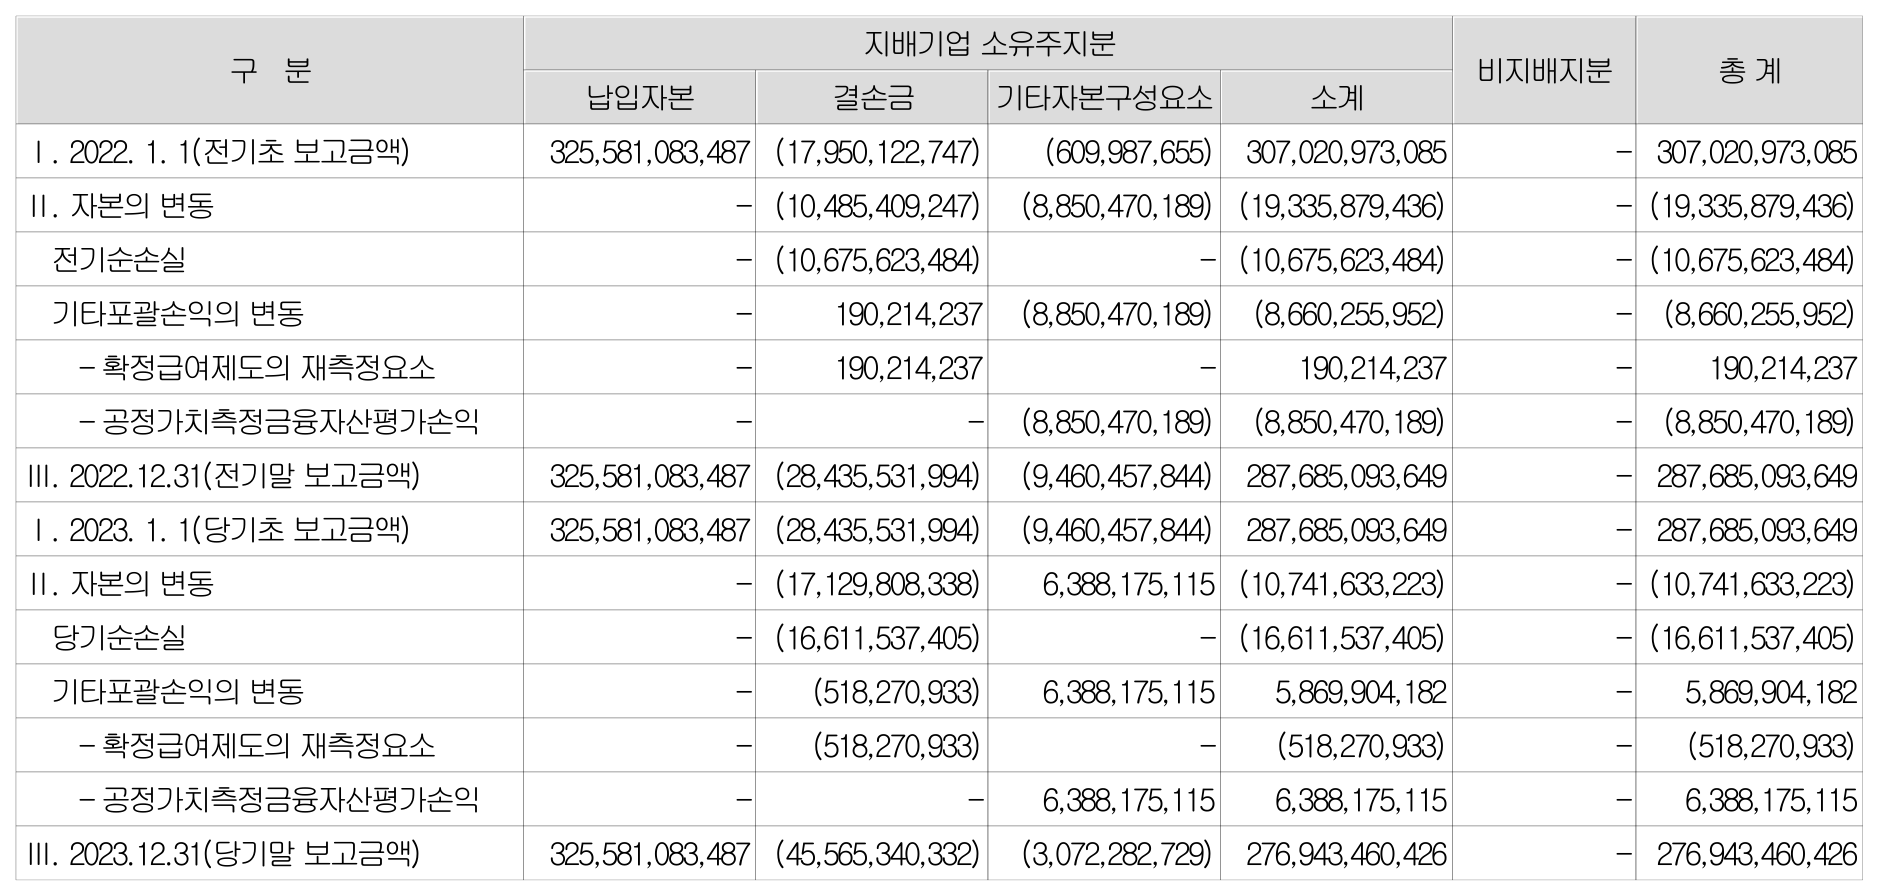 구 분 지배기업 소유주지분 비지배지분 총 계
납입자본 결손금 기타자본구성요소 소계
Ⅰ. 2022. 1. 1(전기초 보고금액) 325,581,083,487 (17,950,122,747) (609,987,655) 307,020,973,085 - 307,020,973,085
Ⅱ. 자본의 변동 - (10,485,409,247) (8,850,470,189) (19,335,879,436) - (19,335,879,436)
전기순손실 - (10,675,623,484) - (10,675,623,484) - (10,675,623,484)
기타포괄손익의 변동 - 190,214,237 (8,850,470,189) (8,660,255,952) - (8,660,255,952)
- 확정급여제도의 재측정요소 - 190,214,237 - 190,214,237 - 190,214,237
- 공정가치측정금융자산평가손익 - - (8,850,470,189) (8,850,470,189) - (8,850,470,189)
Ⅲ. 2022.12.31(전기말 보고금액) 325,581,083,487 (28,435,531,994) (9,460,457,844) 287,685,093,649 - 287,685,093,649
Ⅰ. 2023. 1. 1(당기초 보고금액) 325,581,083,487 (28,435,531,994) (9,460,457,844) 287,685,093,649 - 287,685,093,649
Ⅱ. 자본의 변동 - (17,129,808,338) 6,388,175,115 (10,741,633,223) - (10,741,633,223)
당기순손실 - (16,611,537,405) - (16,611,537,405) - (16,611,537,405)
기타포괄손익의 변동 - (518,270,933) 6,388,175,115 5,869,904,182 - 5,869,904,182
- 확정급여제도의 재측정요소 - (518,270,933) - (518,270,933) - (518,270,933)
- 공정가치측정금융자산평가손익 - - 6,388,175,115 6,388,175,115 - 6,388,175,115
Ⅲ. 2023.12.31(당기말 보고금액) 325,581,083,487 (45,565,340,332) (3,072,282,729) 276,943,460,426 - 276,943,460,426